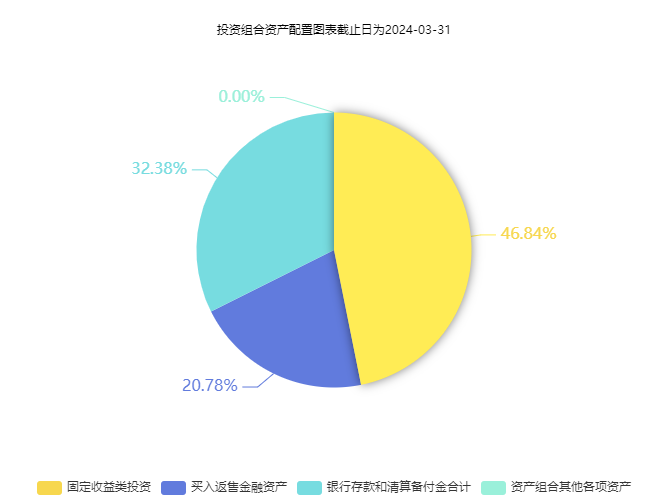 投资组合资产配置图表截止日为2024-03-31
0.00%
32.38%
46.84%
20.78%
固定收益类投资
买入返售金融资产
银行存款和清算备付金合计
资产组合其他各项资产